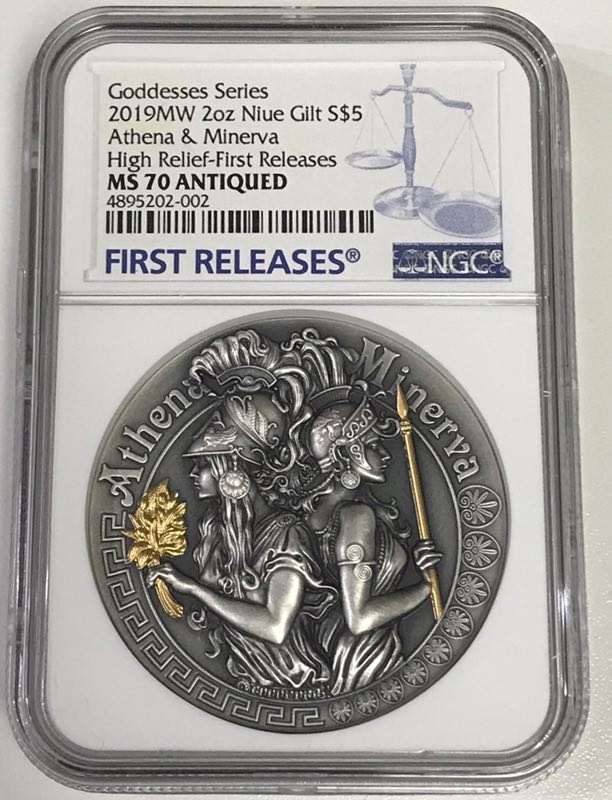 Goddesses Series
2019MW 2oz Niue Gilt S$5
Athena & Minerva
High Relief-First Releases
MS 70 ANTIQUED
4895202-002
FIRST RELEASES®
NGC®
Athena
Minerva